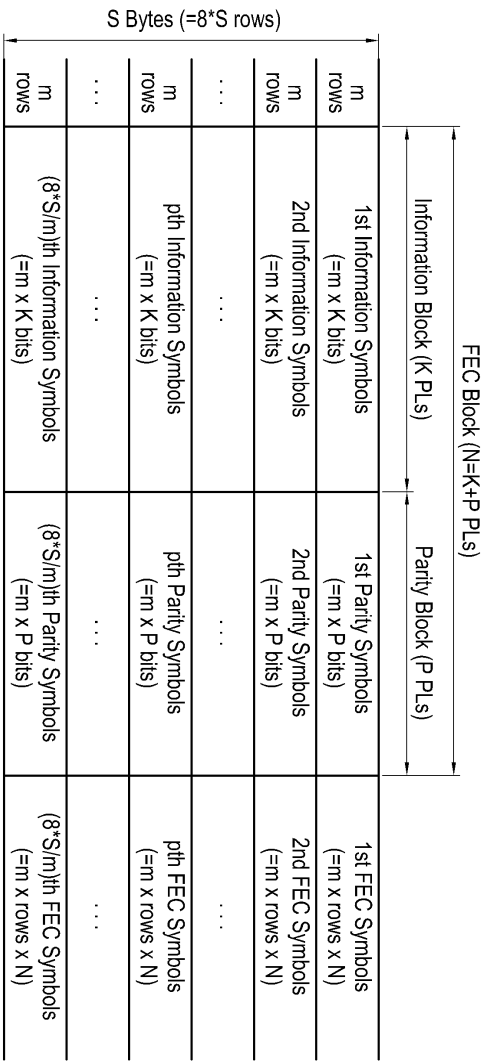 FEC Block (N=K+P PLs)
Information Block (K PLs)
Parity Block (P PLs)
S Bytes (=8*S rows)
m
rows
1st Information Symbols
(=m x K bits)
1st Parity Symbols
(=m x P bits)
1st FEC Symbols
(=m x rows x N)
m
rows
2nd Information Symbols
(=m x K bits)
2nd Parity Symbols
(=m x P bits)
2nd FEC Symbols
(=m x rows x N)
. . .
. . .
. . .
. . .
m
rows
pth Information Symbols
(=m x K bits)
pth Parity Symbols
(=m x P bits)
pth FEC Symbols
(=m x rows x N)
. . .
. . .
. . .
. . .
m
rows
(8*S/m)th Information Symbols
(=m x K bits)
(8*S/m)th Parity Symbols
(=m x P bits)
(8*S/m)th FEC Symbols
(=m x rows x N)